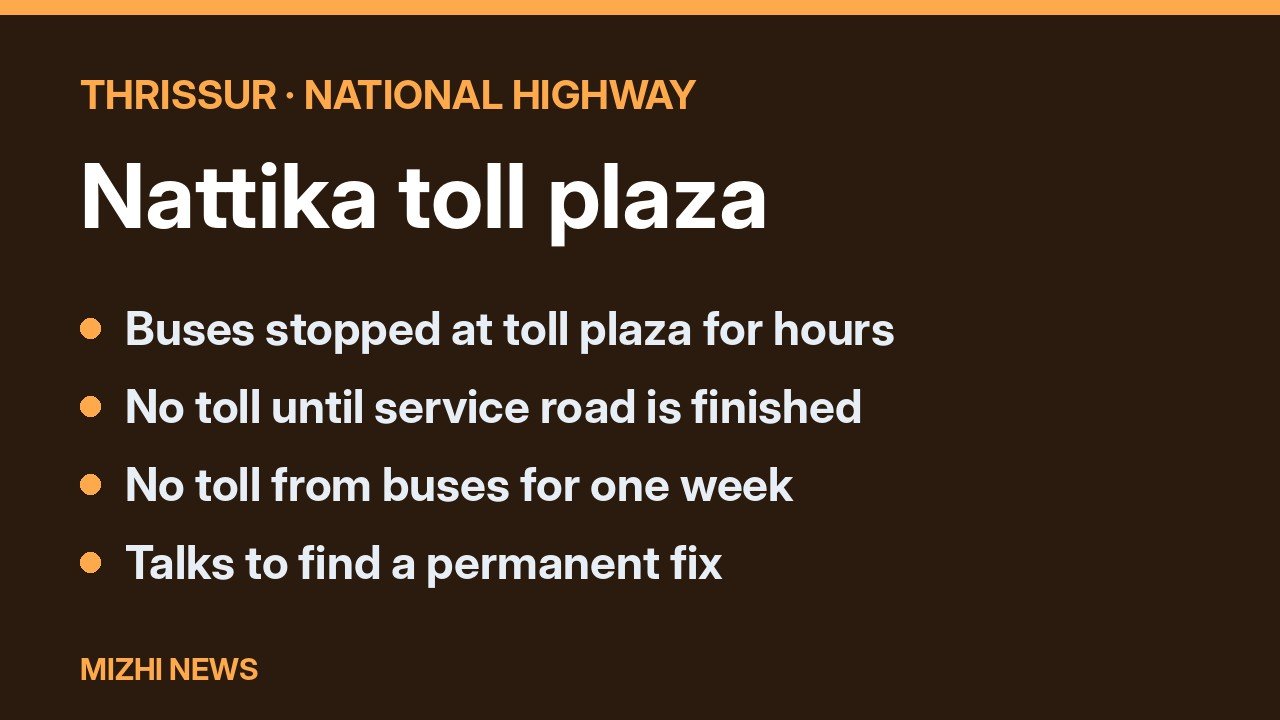 THRISSUR · NATIONAL HIGHWAY
Nattika toll plaza
Buses stopped at toll plaza for hours
No toll until service road is finished
No toll from buses for one week
Talks to find a permanent fix
MIZHI NEWS